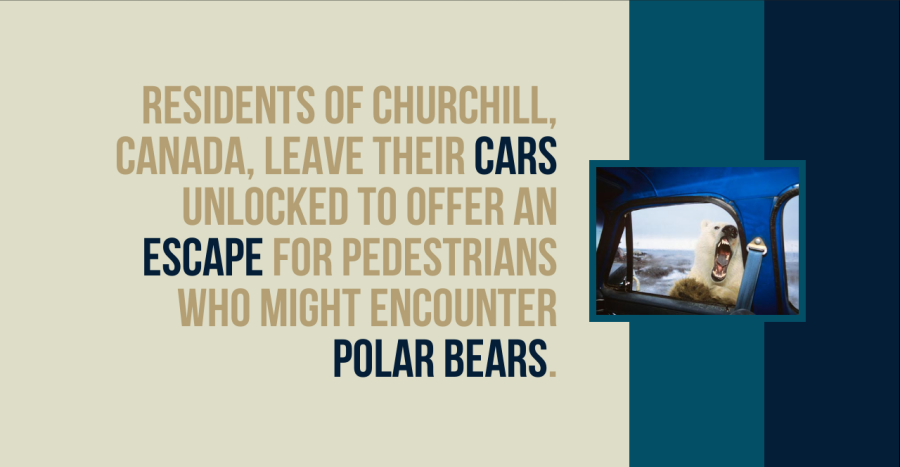 RESIDENTS OF CHURCHILL,
CANADA, LEAVE THEIR CARS
UNLOCKED TO OFFER AN
ESCAPE FOR PEDESTRIANS
WHO MIGHT ENCOUNTER
POLAR BEARS.